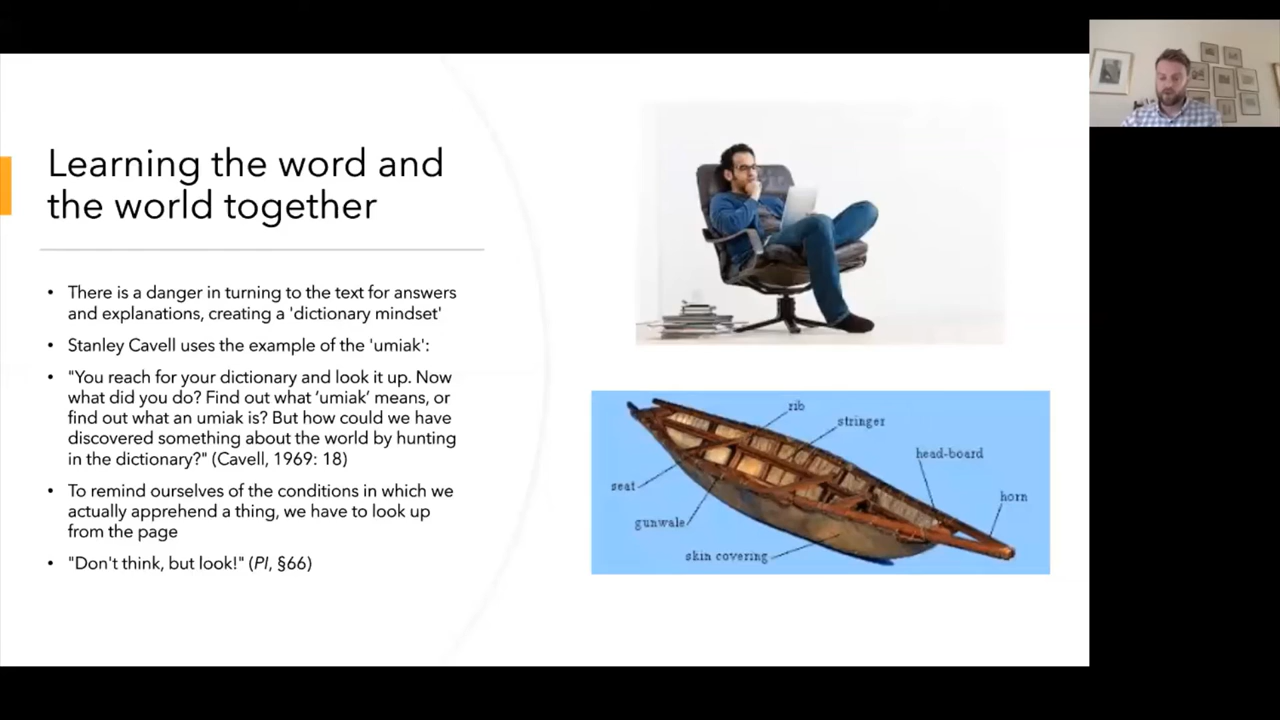 Learning the word and
the world together
• There is a danger in turning to the text for answers
and explanations, creating a 'dictionary mindset'
• Stanley Cavell uses the example of the 'umiak':
• "You reach for your dictionary and look it up. Now
what did you do? Find out what ‘umiak’ means, or
find out what an umiak is? But how could we have
discovered something about the world by hunting
in the dictionary?" (Cavell, 1969: 18)
• To remind ourselves of the conditions in which we
actually apprehend a thing, we have to look up
from the page
• "Don't think, but look!" (PI, §66)
rib
stringer
head-board
seat
horn
gunwale
skin covering